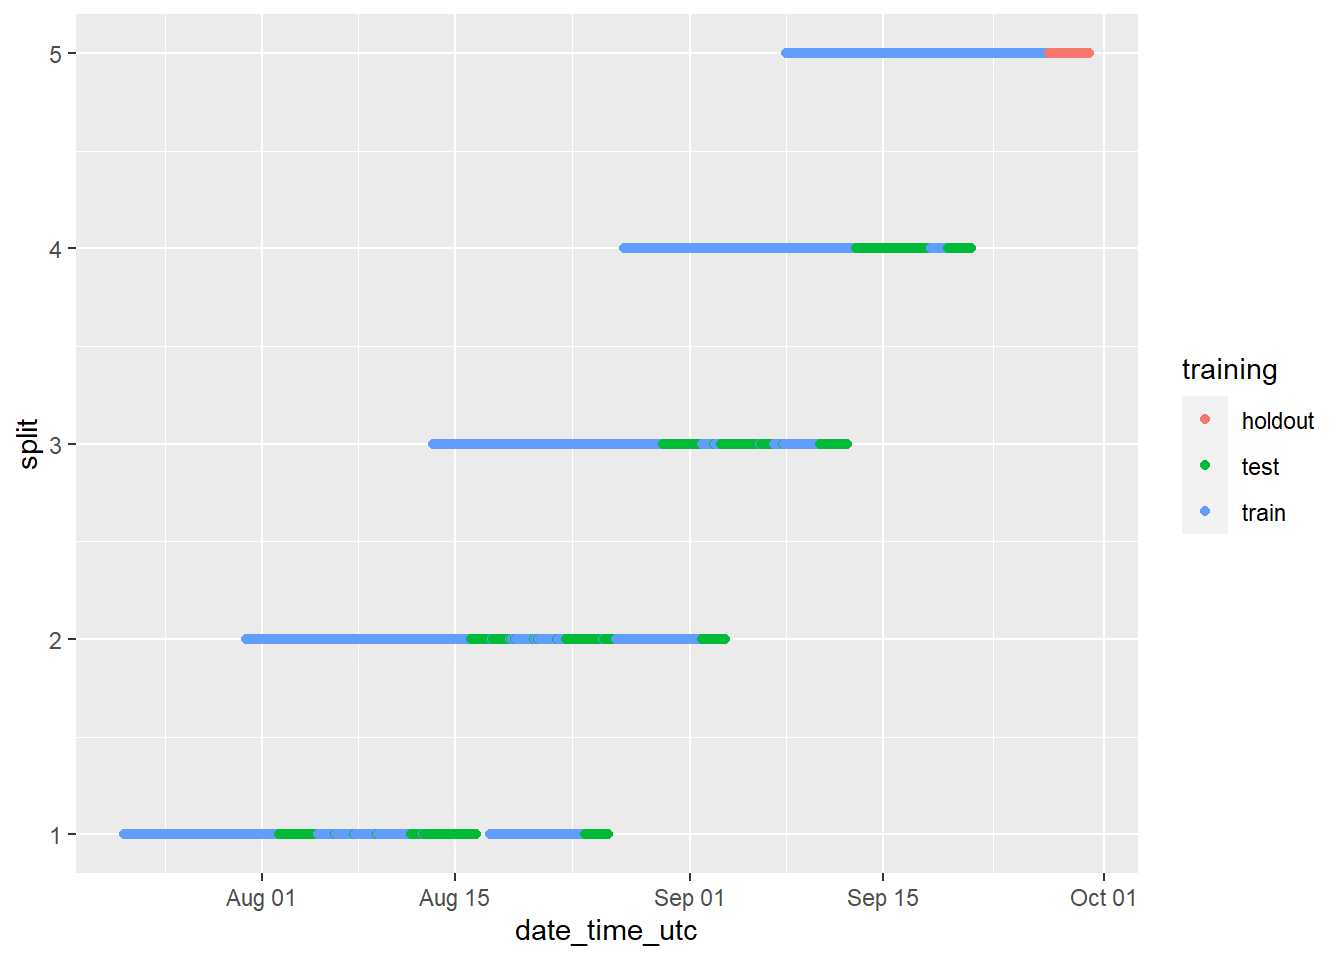 5
4
3
2
1
split
Aug 01
Aug 15
Sep 01
Sep 15
Oct 01
date_time_utc
training
holdout
test
train